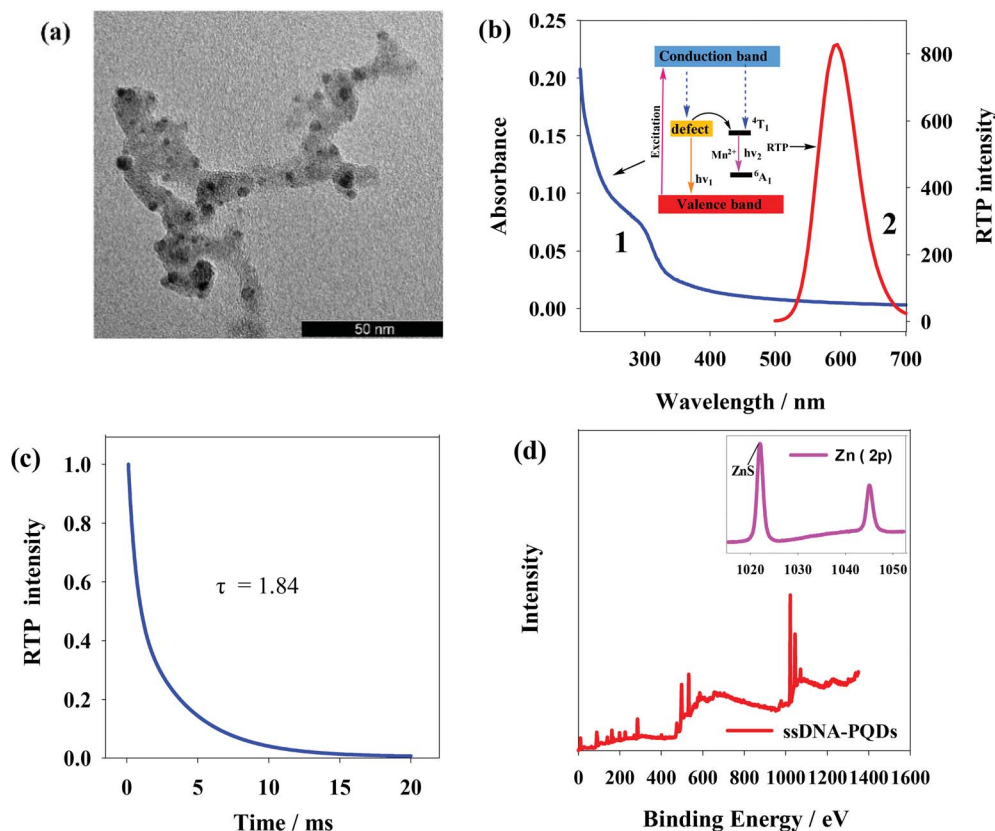 (a)
50 nm
(b)
0.25
0.20
0.15
0.10
0.05
0.00
Absorbance
800
600
400
200
0
RTP intensity
300 400 500 600 700
Wavelength / nm
Conduction band
Excitation
defect
⁴T₁
Mn²⁺
hν₂
RTP
hν₁
⁶A₁
Valence band
1
2
(c)
1.0
0.8
0.6
0.4
0.2
0.0
RTP intensity
τ = 1.84
0 5 10 15 20
Time / ms
(d)
Intensity
ZnS
Zn ( 2p)
1020 1030 1040 1050
ssDNA-PQDs
0 200 400 600 800 1000 1200 1400 1600
Binding Energy / eV